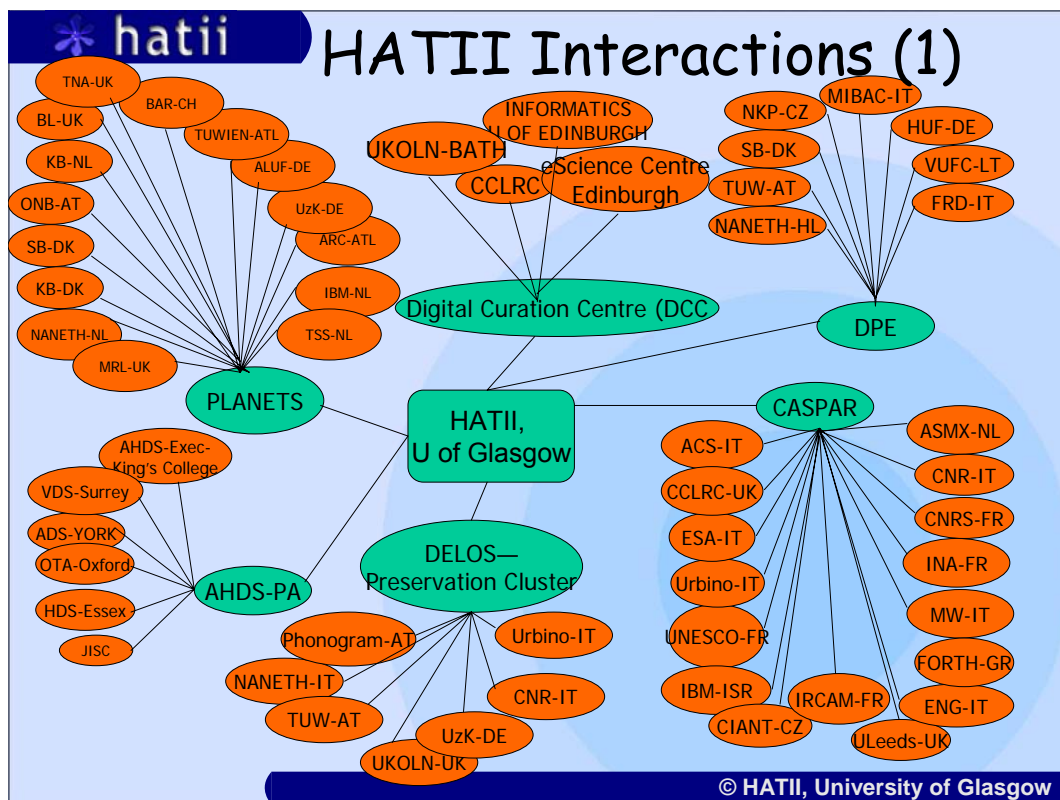 hatii
HATII Interactions (1)
TNA-UK
BAR-CH
BL-UK
TUWIEN-ATL
KB-NL
ALUF-DE
ONB-AT
UzK-DE
SB-DK
ARC-ATL
KB-DK
IBM-NL
NANETH-NL
TSS-NL
MRL-UK
PLANETS
INFORMATICS
U OF EDINBURGH
UKOLN-BATH
CCLRC
eScience Centre
Edinburgh
Digital Curation Centre (DCC
MIBAC-IT
NKP-CZ
HUF-DE
SB-DK
VUFC-LT
TUW-AT
FRD-IT
NANETH-HL
DPE
HATII,
U of Glasgow
CASPAR
ACS-IT
ASMX-NL
CCLRC-UK
CNR-IT
ESA-IT
CNRS-FR
Urbino-IT
INA-FR
UNESCO-FR
MW-IT
FORTH-GR
IBM-ISR
IRCAM-FR
ENG-IT
CIANT-CZ
ULeeds-UK
AHDS-Exec-
King's College
VDS-Surrey
ADS-YORK
OTA-Oxford
HDS-Essex
JISC
AHDS-PA
DELOS—
Preservation Cluster
Phonogram-AT
Urbino-IT
NANETH-IT
CNR-IT
TUW-AT
UzK-DE
UKOLN-UK
© HATII, University of Glasgow